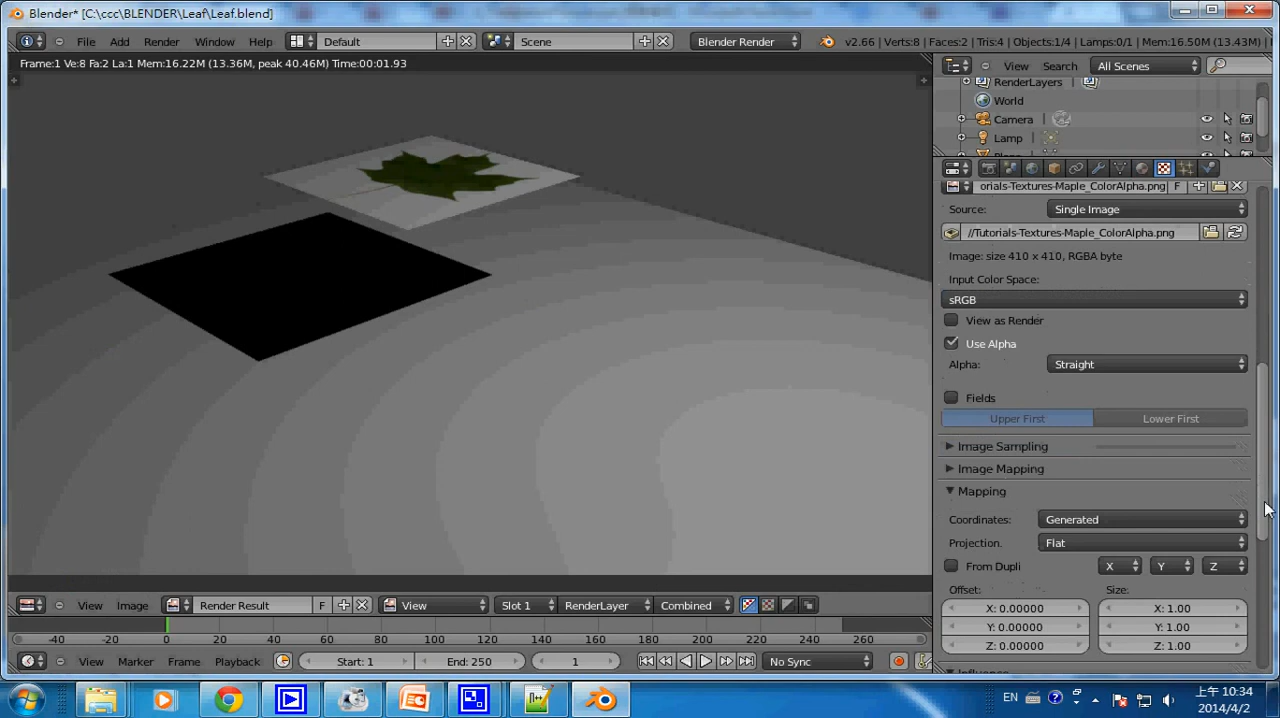 Blender* [C:\ccc\BLENDER\Leaf\Leaf.blend]
File Add Render Window Help Default Scene Blender Render v2.66 | Verts:8 | Faces:2 | Tris:4 | Objects:1/4 | Lamps:0/1 | Mem:16.50M (13.43M) |
Frame:1 Ve:8 Fa:2 La:1 Mem:16.22M (13.36M, peak 40.46M) Time:00:01.93
View Search All Scenes
RenderLayers |
World
Camera |
Lamp |
orials-Textures-Maple_ColorAlpha.png F
Source: Single Image
//Tutorials-Textures-Maple_ColorAlpha.png
Image: size 410 x 410, RGBA byte
Input Color Space:
sRGB
View as Render
Use Alpha
Alpha: Straight
Fields
Upper First Lower First
Image Sampling
Image Mapping
Mapping
Coordinates: Generated
Projection: Flat
From Dupli X Y Z
Offset: Size:
X: 0.00000 X: 1.00
Y: 0.00000 Y: 1.00
Z: 0.00000 Z: 1.00
View Image Render Result F View Slot 1 RenderLayer Combined
-40 -20 0 20 40 60 80 100 120 140 160 180 200 220 240 260
View Marker Frame Playback Start: 1 End: 250 1 No Sync
EN 上午 10:34
2014/4/2